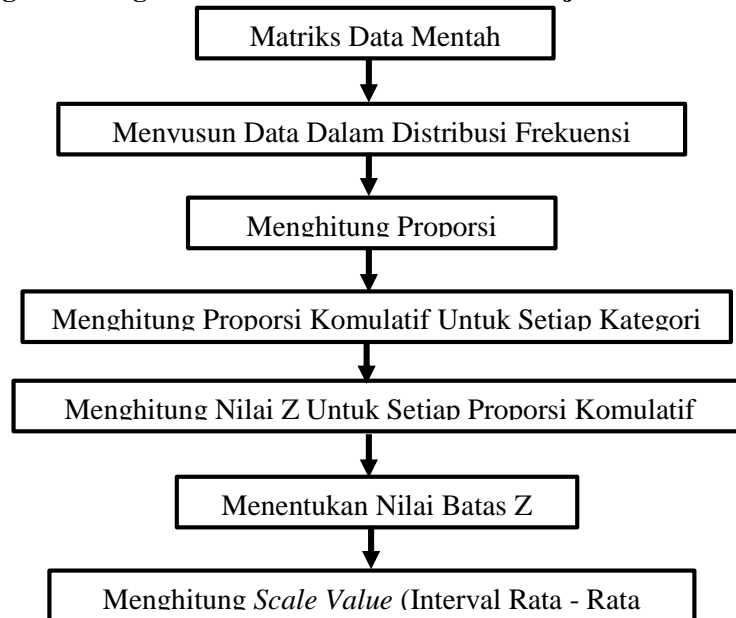 Matriks Data Mentah
Menyusun Data Dalam Distribusi Frekuensi
Menghitung Proporsi
Menghitung Proporsi Komulatif Untuk Setiap Kategori
Menghitung Nilai Z Untuk Setiap Proporsi Komulatif
Menentukan Nilai Batas Z
Menghitung Scale Value (Interval Rata - Rata